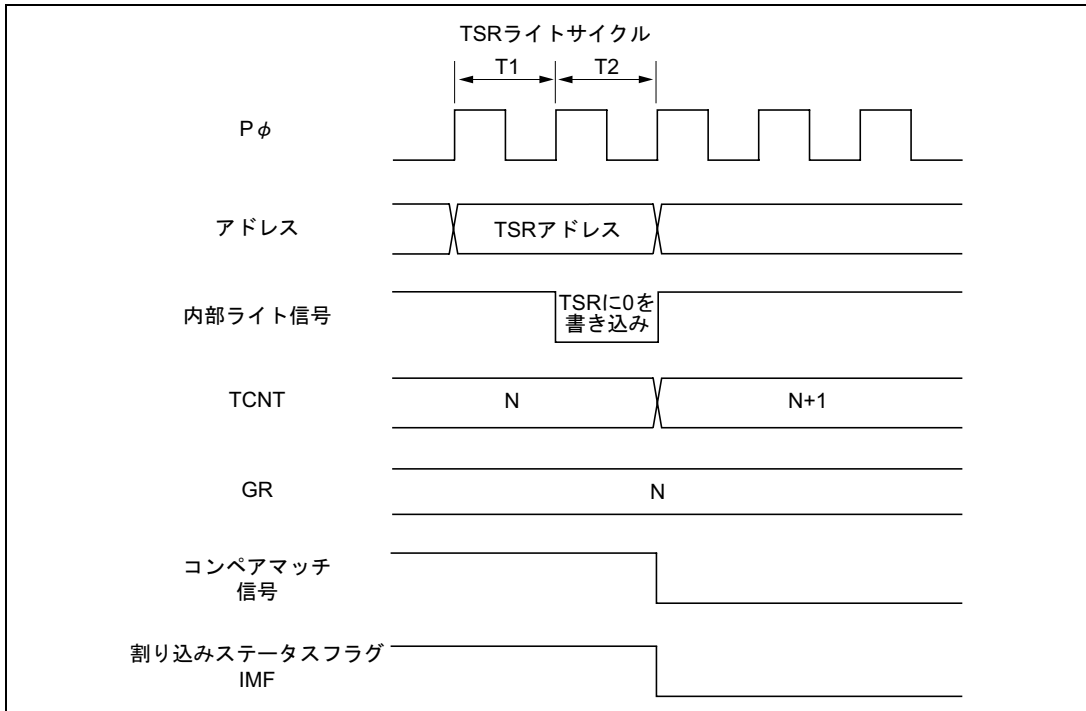 TSRライトサイクル
T1
T2
Pφ
アドレス
TSRアドレス
内部ライト信号
TSRに0を
書き込み
TCNT
N
N+1
GR
N
コンペアマッチ
信号
割り込みステータスフラグ
IMF